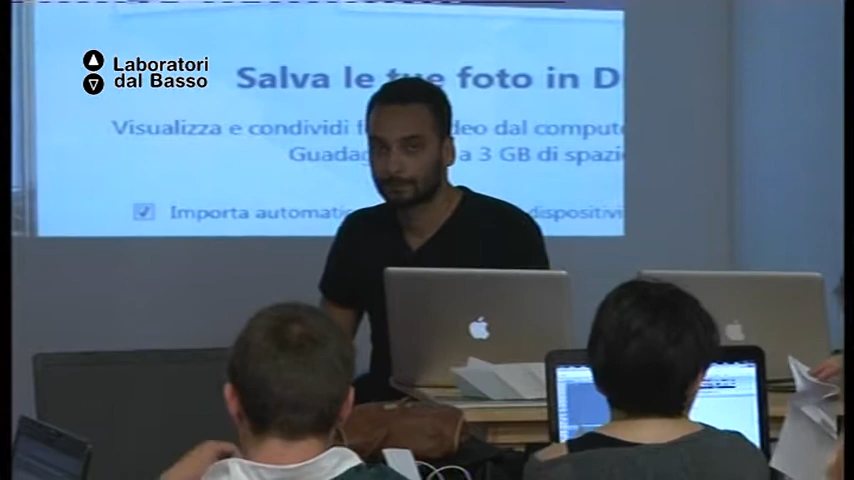 Laboratori
dal Basso
Salva le tue foto in D
Visualizza e condividi f deo dal compute
Guadag a 3 GB di spazi
Importa automatic dispositivi